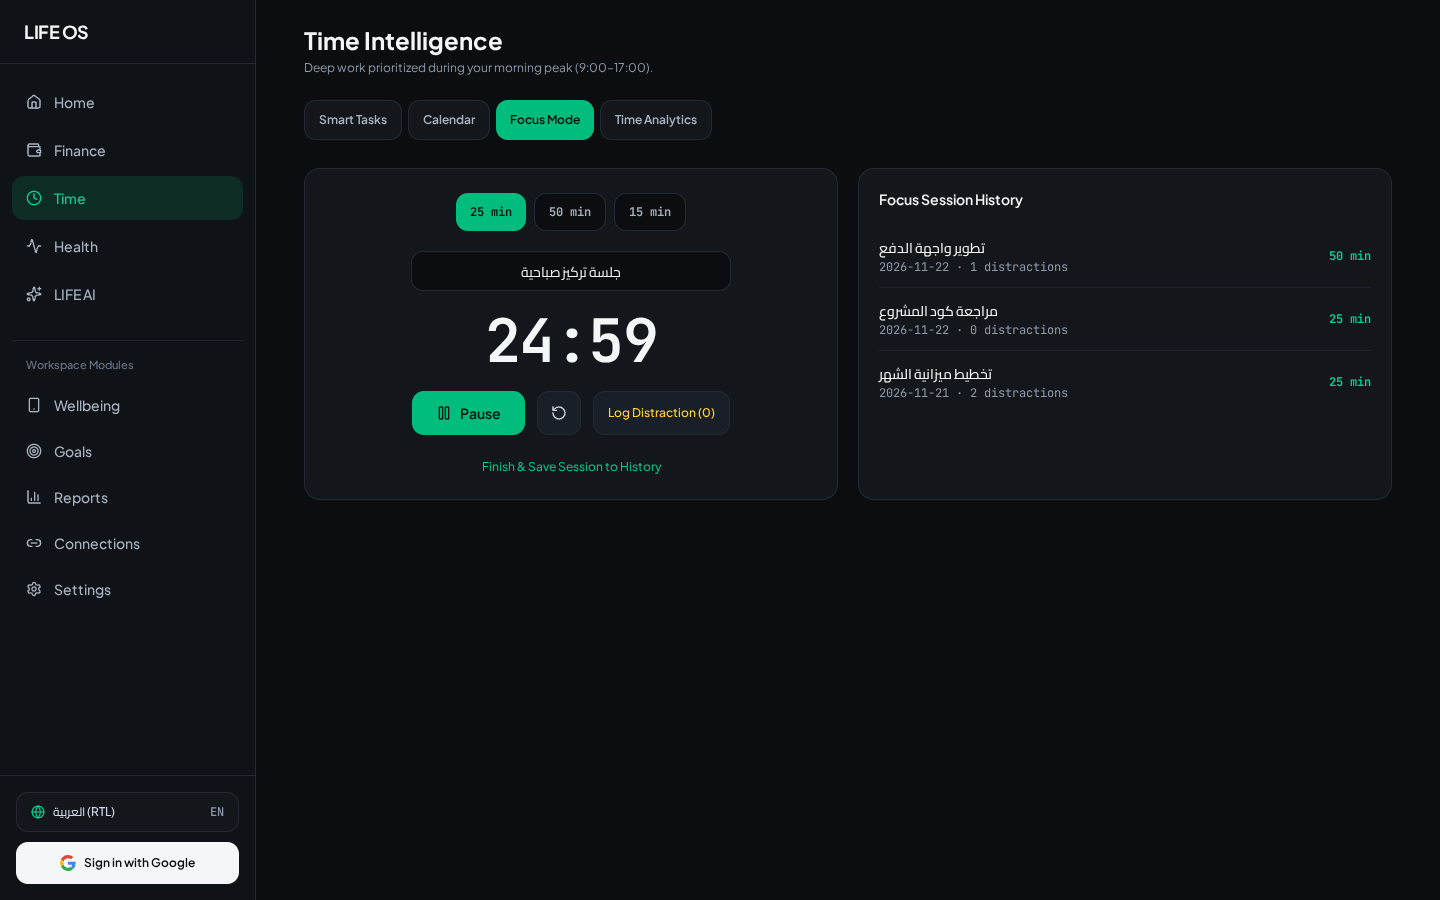 LIFE OS
Home
Finance
Time
Health
LIFE AI
Workspace Modules
Wellbeing
Goals
Reports
Connections
Settings
العربية (RTL)
EN
Sign in with Google
Time Intelligence
Deep work prioritized during your morning peak (9:00–17:00).
Smart Tasks
Calendar
Focus Mode
Time Analytics
25 min
50 min
15 min
جلسة تركيز صباحية
24:59
Pause
Log Distraction (0)
Finish & Save Session to History
Focus Session History
تطوير واجهة الدفع
2026-11-22 · 1 distractions
50 min
مراجعة كود المشروع
2026-11-22 · 0 distractions
25 min
تخطيط ميزانية الشهر
2026-11-21 · 2 distractions
25 min